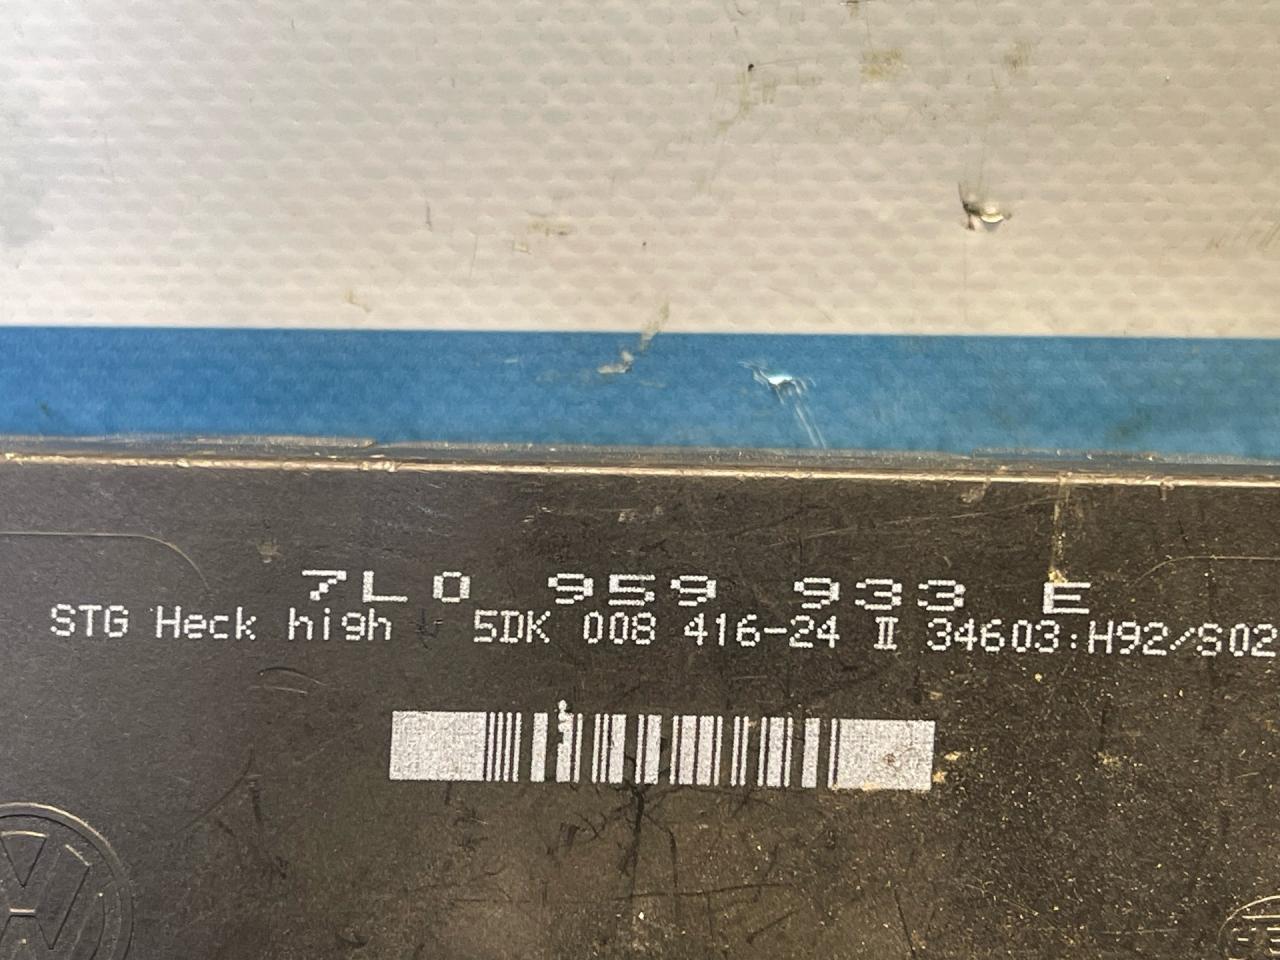 7L0 959 933 E
STG Heck high 5DK 008 416-24 II 34603:H92/S02